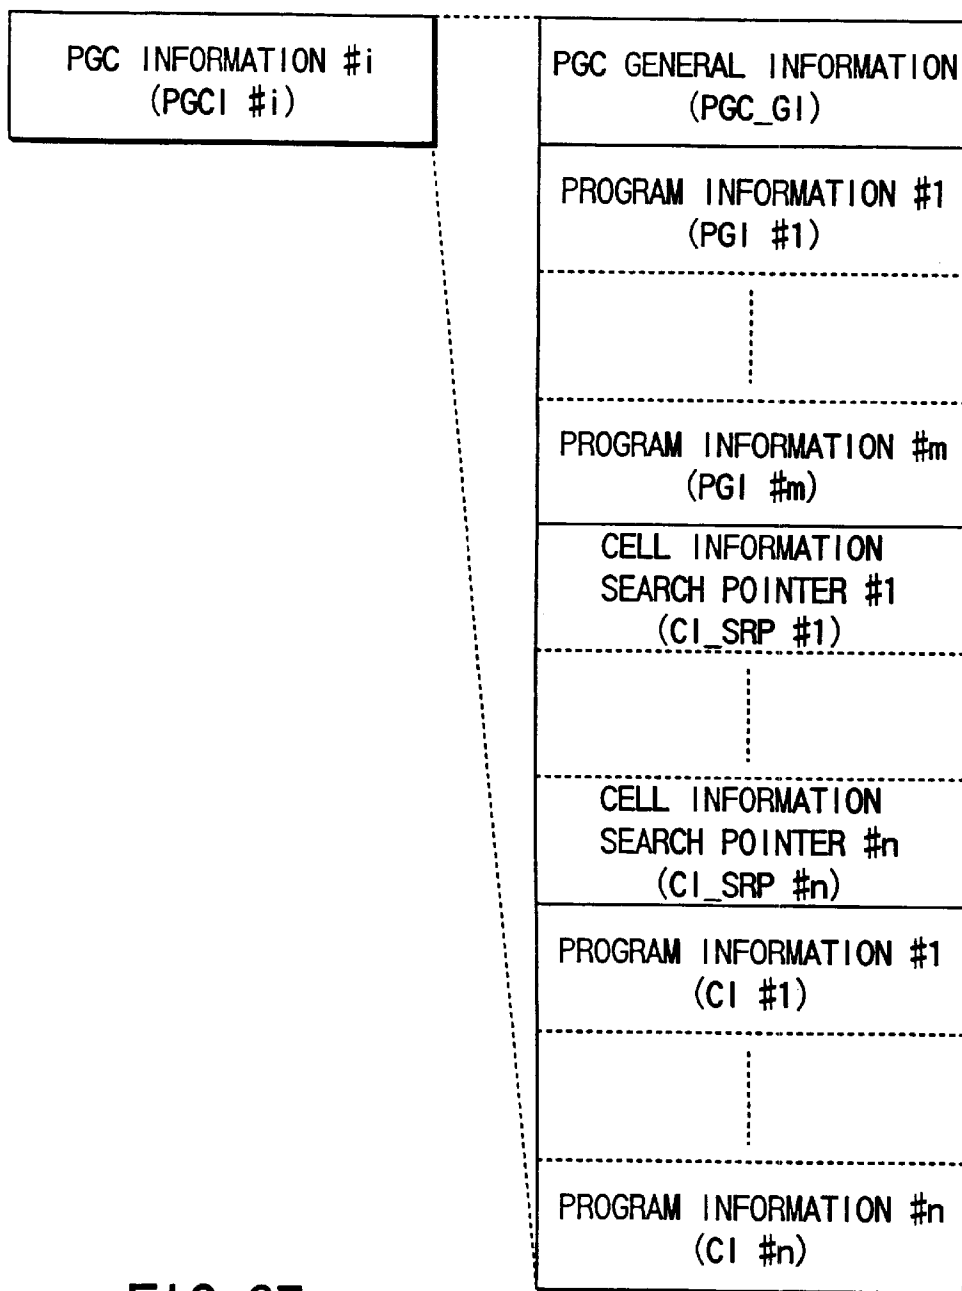 PGC INFORMATION #i
(PGCI #i)
PGC GENERAL INFORMATION
(PGC_GI)
PROGRAM INFORMATION #1
(PGI #1)
PROGRAM INFORMATION #m
(PGI #m)
CELL INFORMATION
SEARCH POINTER #1
(CI_SRP #1)
CELL INFORMATION
SEARCH POINTER #n
(CI_SRP #n)
PROGRAM INFORMATION #1
(CI #1)
PROGRAM INFORMATION #n
(CI #n)